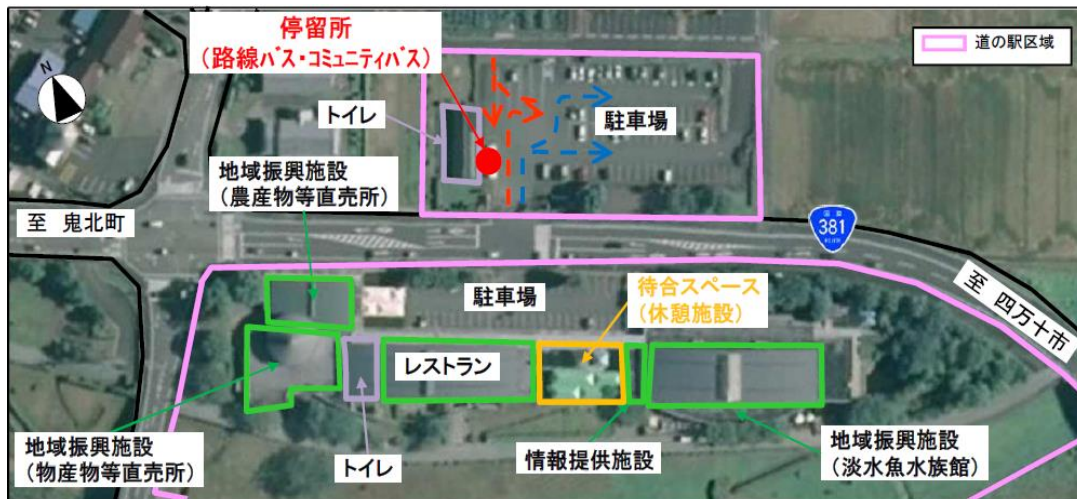 停留所
(路線バス・コミュニティバス)
道の駅区域
N
トイレ
駐車場
地域振興施設
(農産物等直売所)
至 鬼北町
国道
381
至 四万十市
駐車場
待合スペース
(休憩施設)
レストラン
地域振興施設
(物産物等直売所)
トイレ
情報提供施設
地域振興施設
(淡水魚水族館)